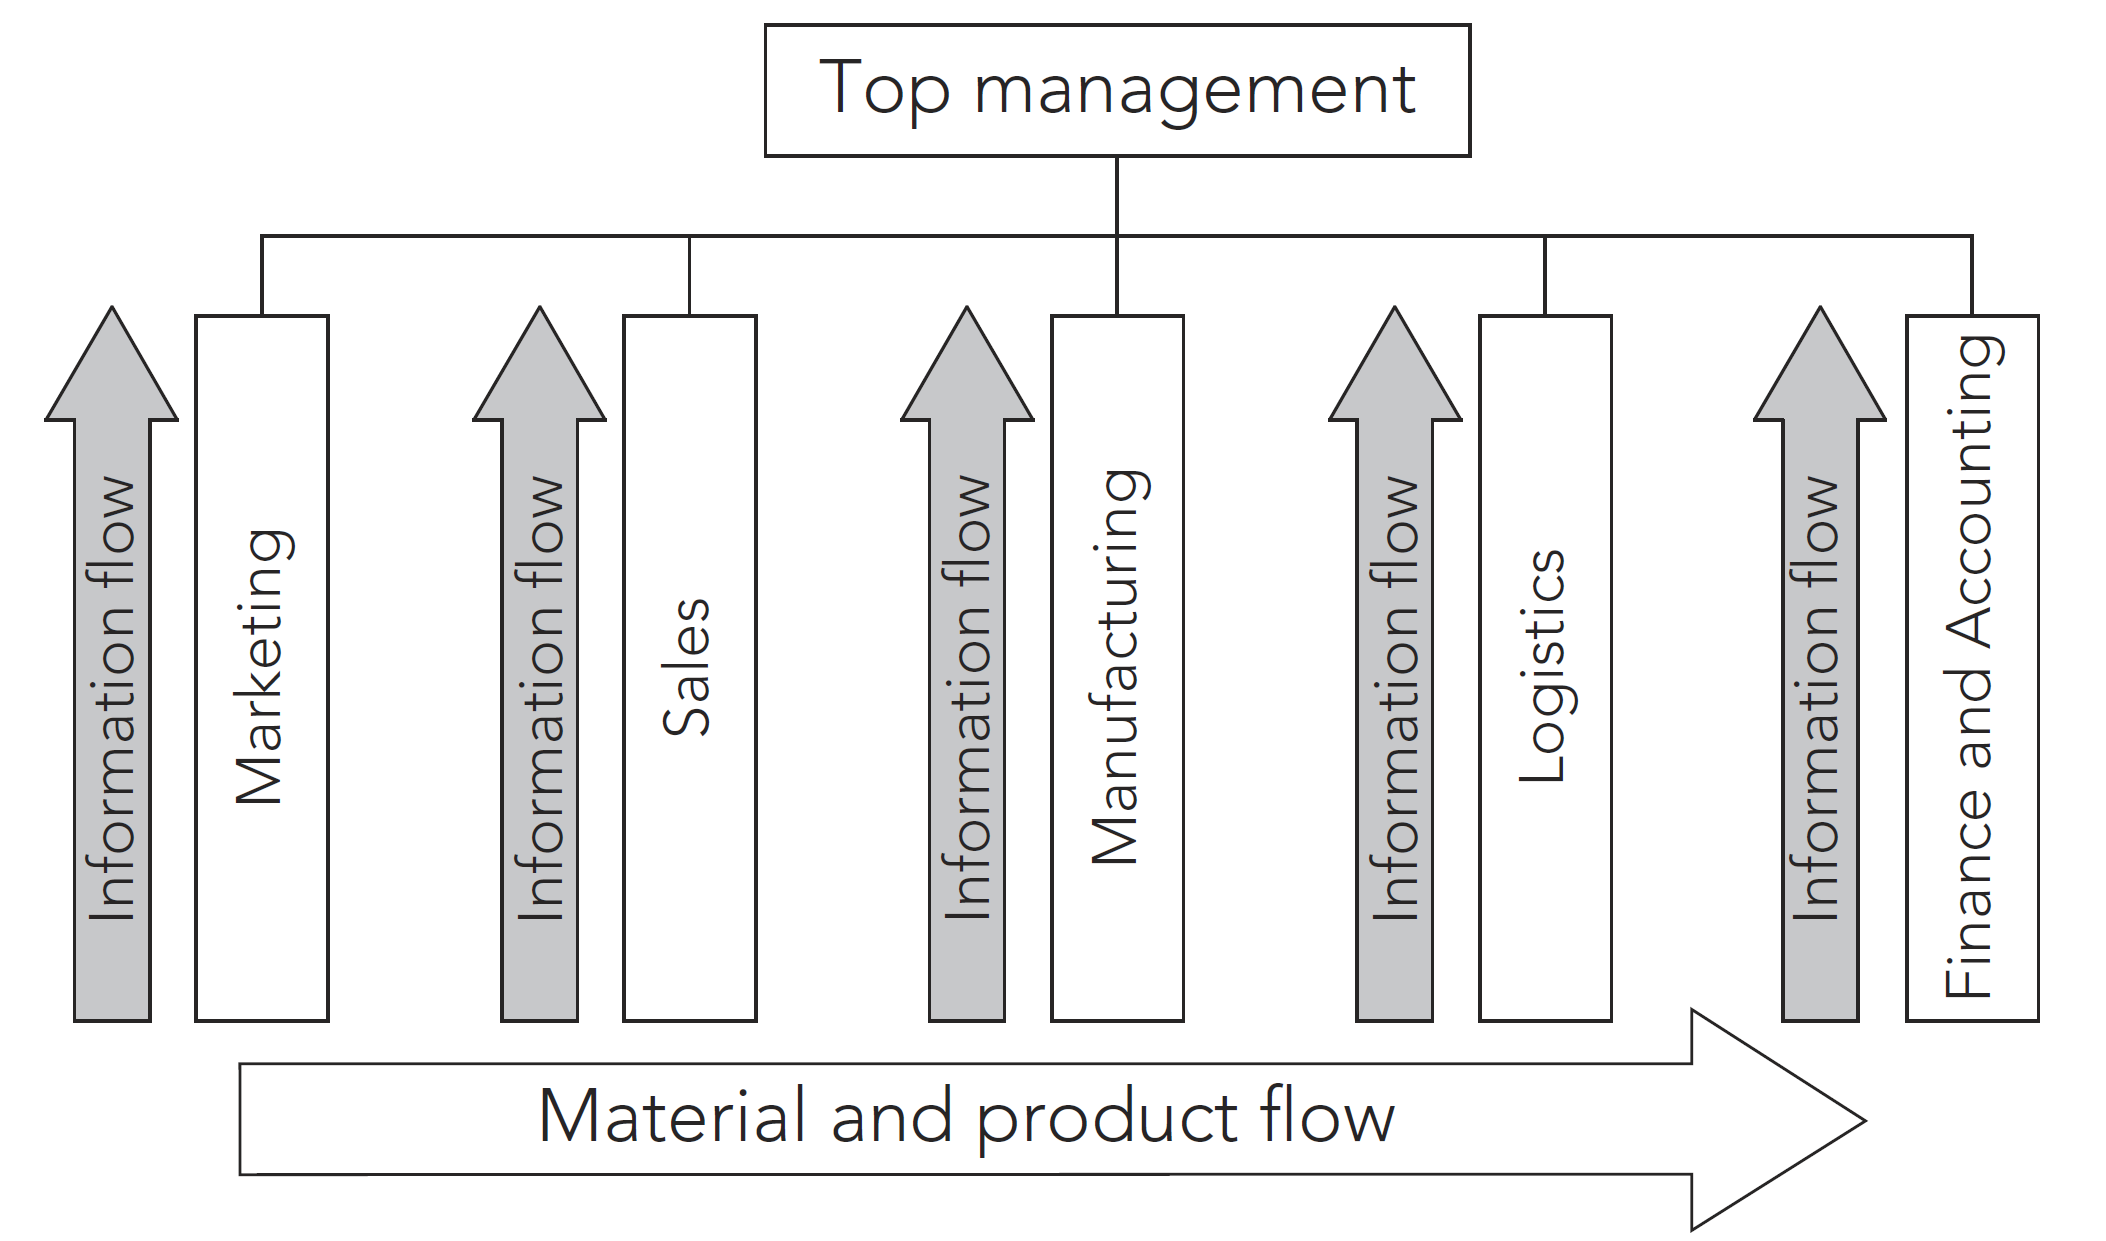 Top management
Information flow
Marketing
Information flow
Sales
Information flow
Manufacturing
Information flow
Logistics
Information flow
Finance and Accounting
Material and product flow